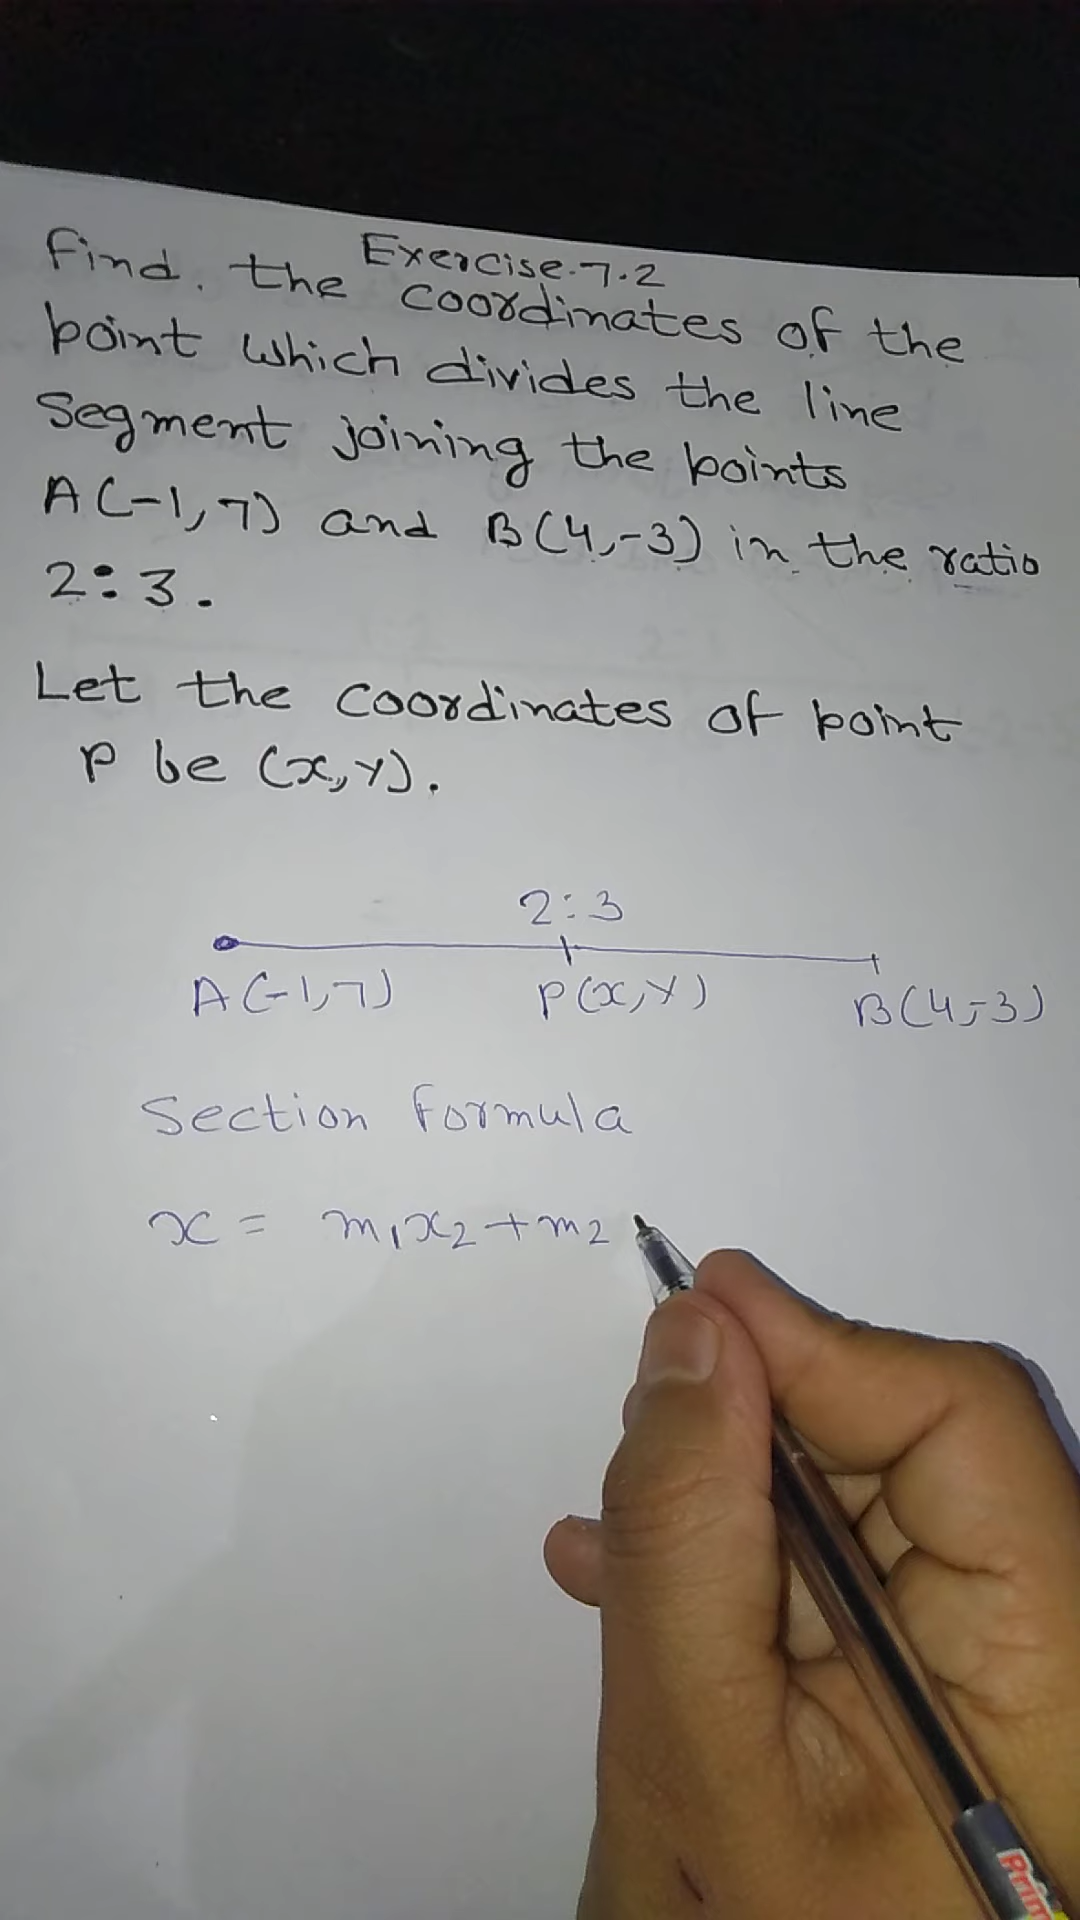 Exercise.7.2
Find the coordinates of the
point which divides the line
segment joining the points
A(-1,7) and B(4,-3) in the ratio
2:3.
Let the coordinates of point
P be (x,y).
2:3
A(-1,7) P(x,y) B(4,-3)
Section Formula
x = m₁x₂+m₂